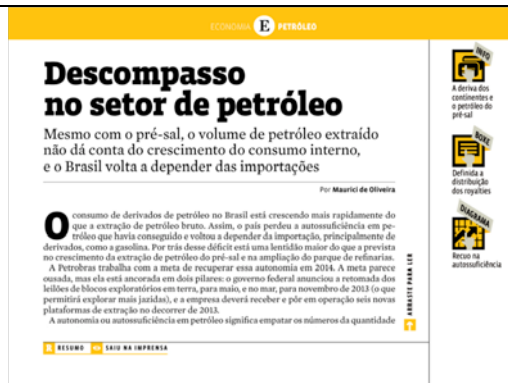 ECONOMIA E PETRÓLEO
Descompasso
no setor de petróleo
Mesmo com o pré-sal, o volume de petróleo extraído
não dá conta do crescimento do consumo interno,
e o Brasil volta a depender das importações
Por Maurici de Oliveira
O consumo de derivados de petróleo no Brasil está crescendo mais rapidamente do
que a extração de petróleo bruto. Assim, o país perdeu a autossuficiência em pe-
tróleo que havia conseguido e voltou a depender da importação, principalmente de
derivados, como a gasolina. Por trás desse déficit está uma lentidão maior do que a prevista
no crescimento da extração de petróleo do pré-sal e na ampliação do parque de refinarias.
A Petrobras trabalha com a meta de recuperar essa autonomia em 2014. A meta parece
ousada, mas ela está ancorada em dois pilares: o governo federal anunciou a retomada dos
leilões de blocos exploratórios em terra, para maio, e no mar, para novembro de 2013 (o que
permitirá explorar mais jazidas), e a empresa deverá receber e pôr em operação seis novas
plataformas de extração no decorrer de 2013.
A autonomia ou autossuficiência em petróleo significa empatar os números da quantidade
ARRASTE PARA LER
RESUMO
SAIU NA IMPRENSA
INFO
A deriva dos
continentes e
o petróleo do
pré-sal
BOXE
Definida a
distribuição
dos royalties
DIAGRAMA
Recuo na
autossuficiência